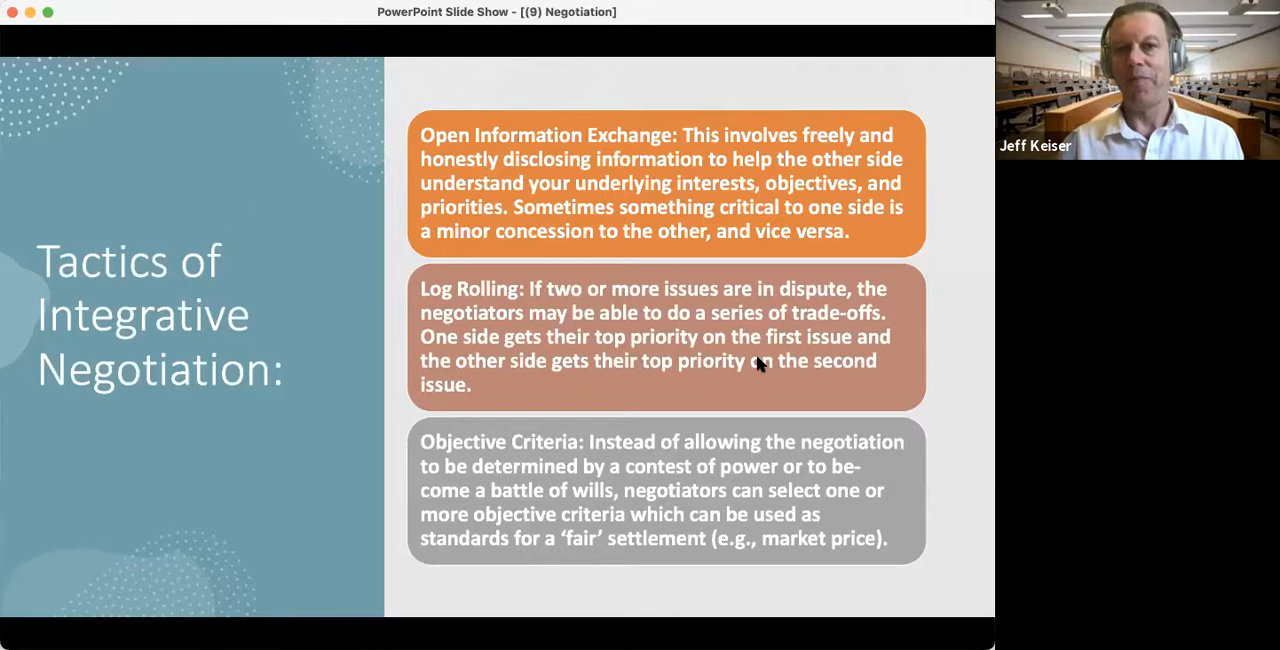 PowerPoint Slide Show - [(9) Negotiation]
Tactics of
Integrative
Negotiation:
Open Information Exchange: This involves freely and
honestly disclosing information to help the other side
understand your underlying interests, objectives, and
priorities. Sometimes something critical to one side is
a minor concession to the other, and vice versa.
Log Rolling: If two or more issues are in dispute, the
negotiators may be able to do a series of trade-offs.
One side gets their top priority on the first issue and
the other side gets their top priority on the second
issue.
Objective Criteria: Instead of allowing the negotiation
to be determined by a contest of power or to be-
come a battle of wills, negotiators can select one or
more objective criteria which can be used as
standards for a ‘fair’ settlement (e.g., market price).
Jeff Keiser